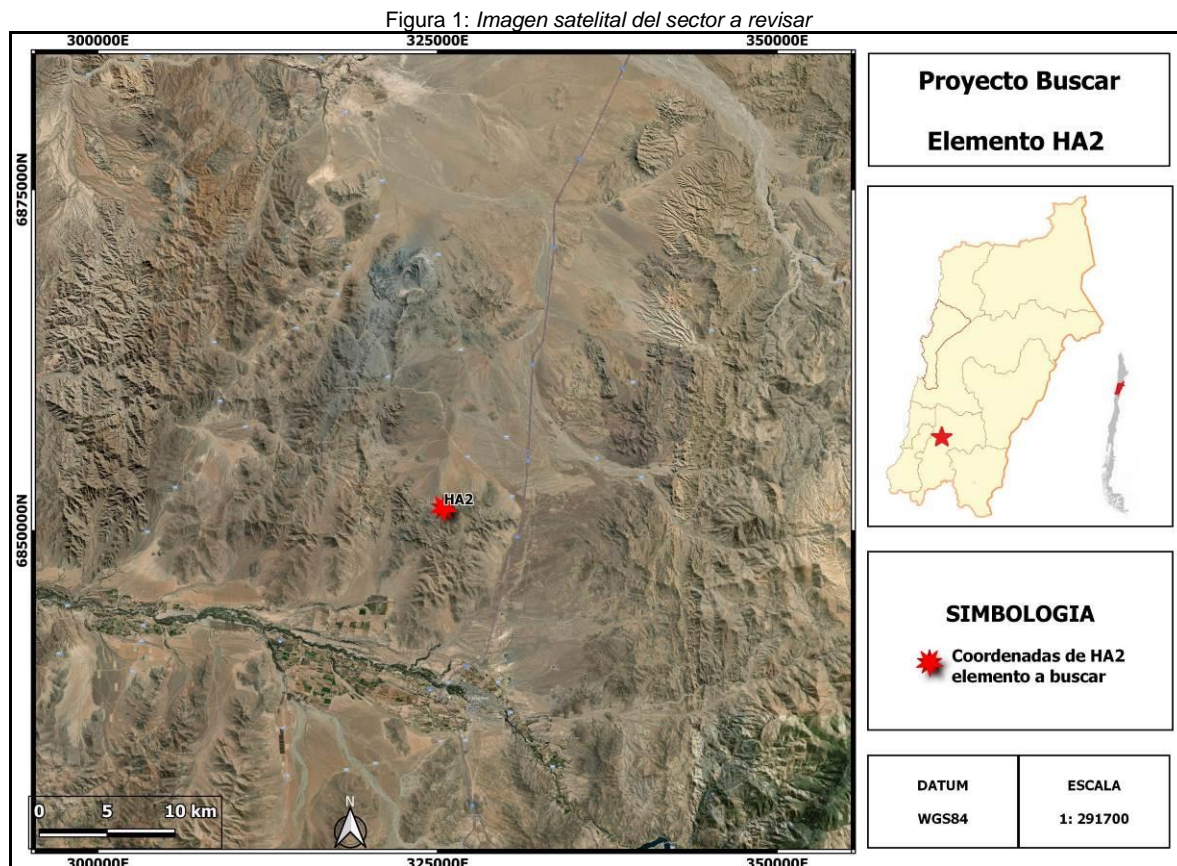 Figura 1: Imagen satelital del sector a revisar
300000E 325000E 350000E
6875000N
6850000N
HA2
0 5 10 km
N
300000E 325000E 350000E
Proyecto Buscar
Elemento HA2
SIMBOLOGIA
Coordenadas de HA2
elemento a buscar
DATUM
WGS84
ESCALA
1: 291700